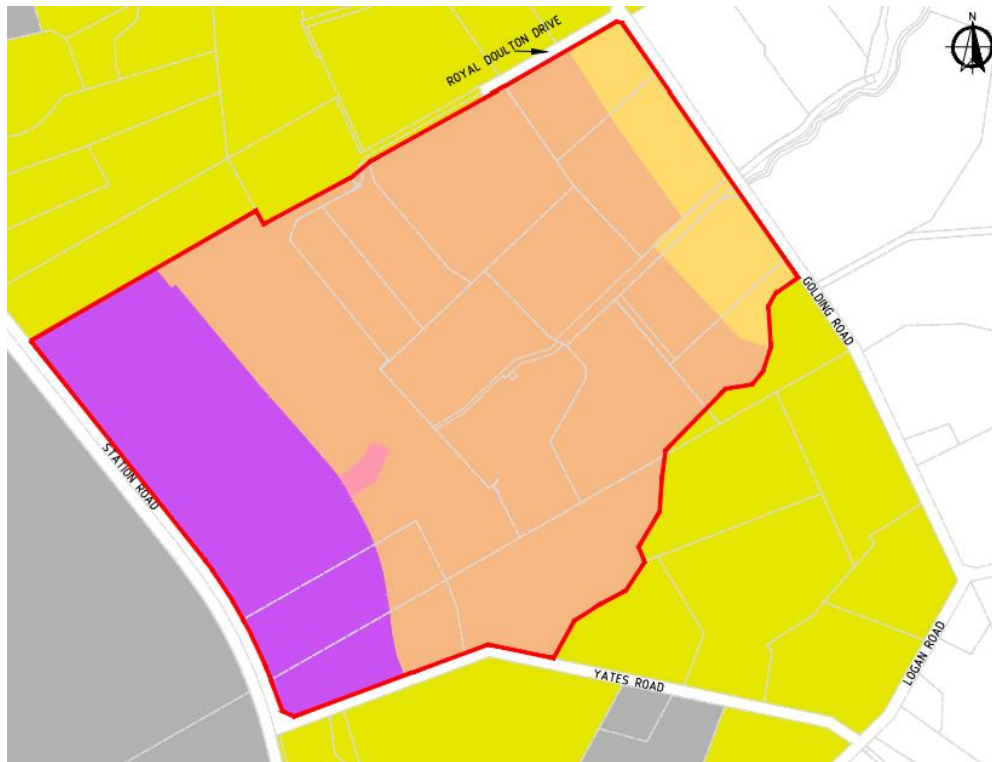 N
ROYAL DOULTON DRIVE
GOLDING ROAD
STATION ROAD
LOGAN ROAD
YATES ROAD